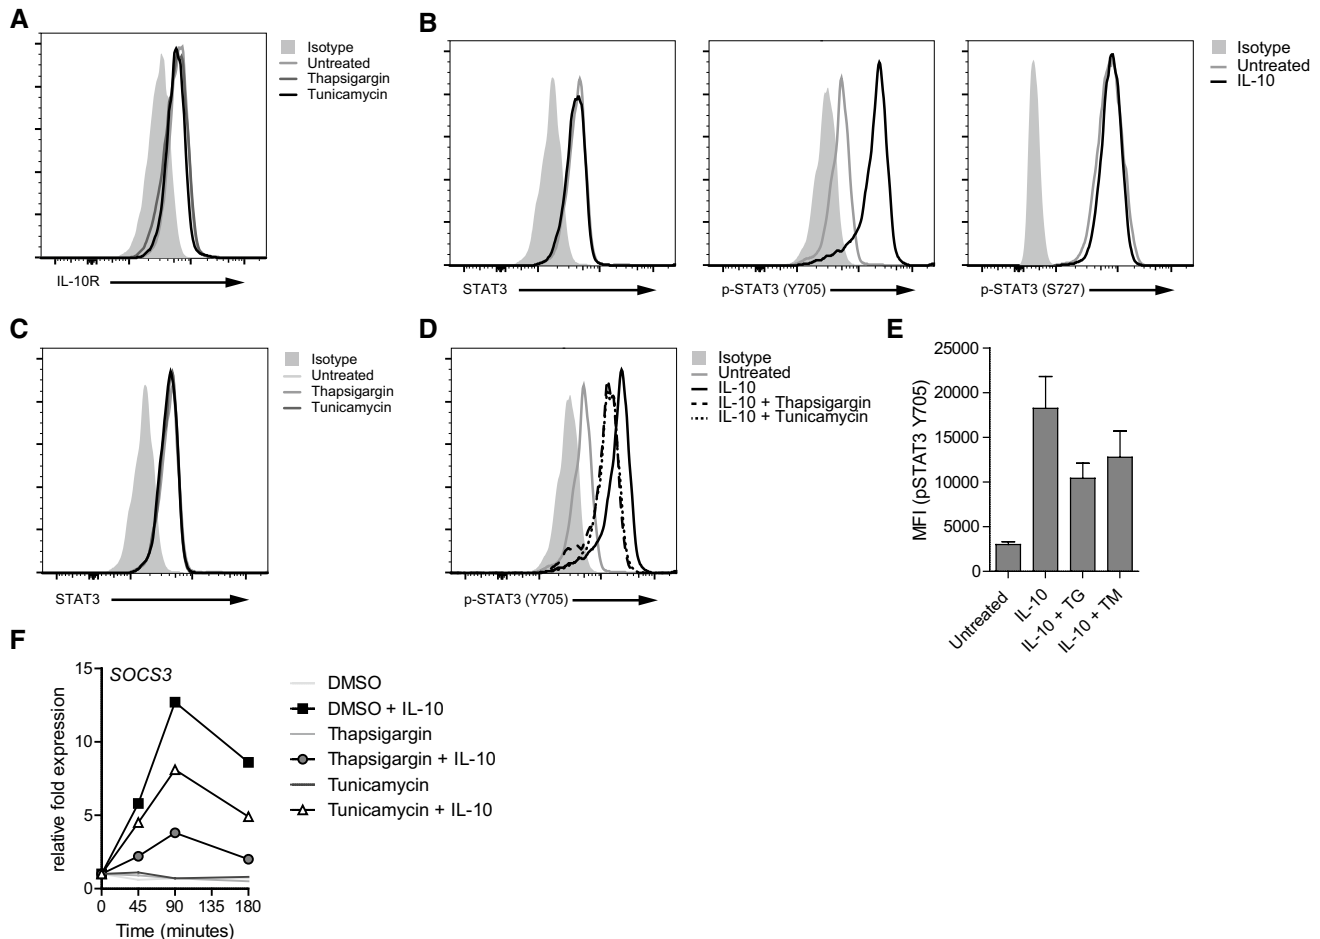 A
Isotype
Untreated
Thapsigargin
Tunicamycin
IL-10R
B
STAT3
p-STAT3 (Y705)
p-STAT3 (S727)
Isotype
Untreated
IL-10
C
Isotype
Untreated
Thapsigargin
Tunicamycin
STAT3
D
Isotype
Untreated
IL-10
IL-10 + Thapsigargin
IL-10 + Tunicamycin
p-STAT3 (Y705)
E
MFI (pSTAT3 Y705)
25000
20000
15000
10000
5000
0
Untreated
IL-10
IL-10 + TG
IL-10 + TM
F
SOCS3
relative fold expression
15
10
5
0
0 45 90 135 180
Time (minutes)
DMSO
DMSO + IL-10
Thapsigargin
Thapsigargin + IL-10
Tunicamycin
Tunicamycin + IL-10